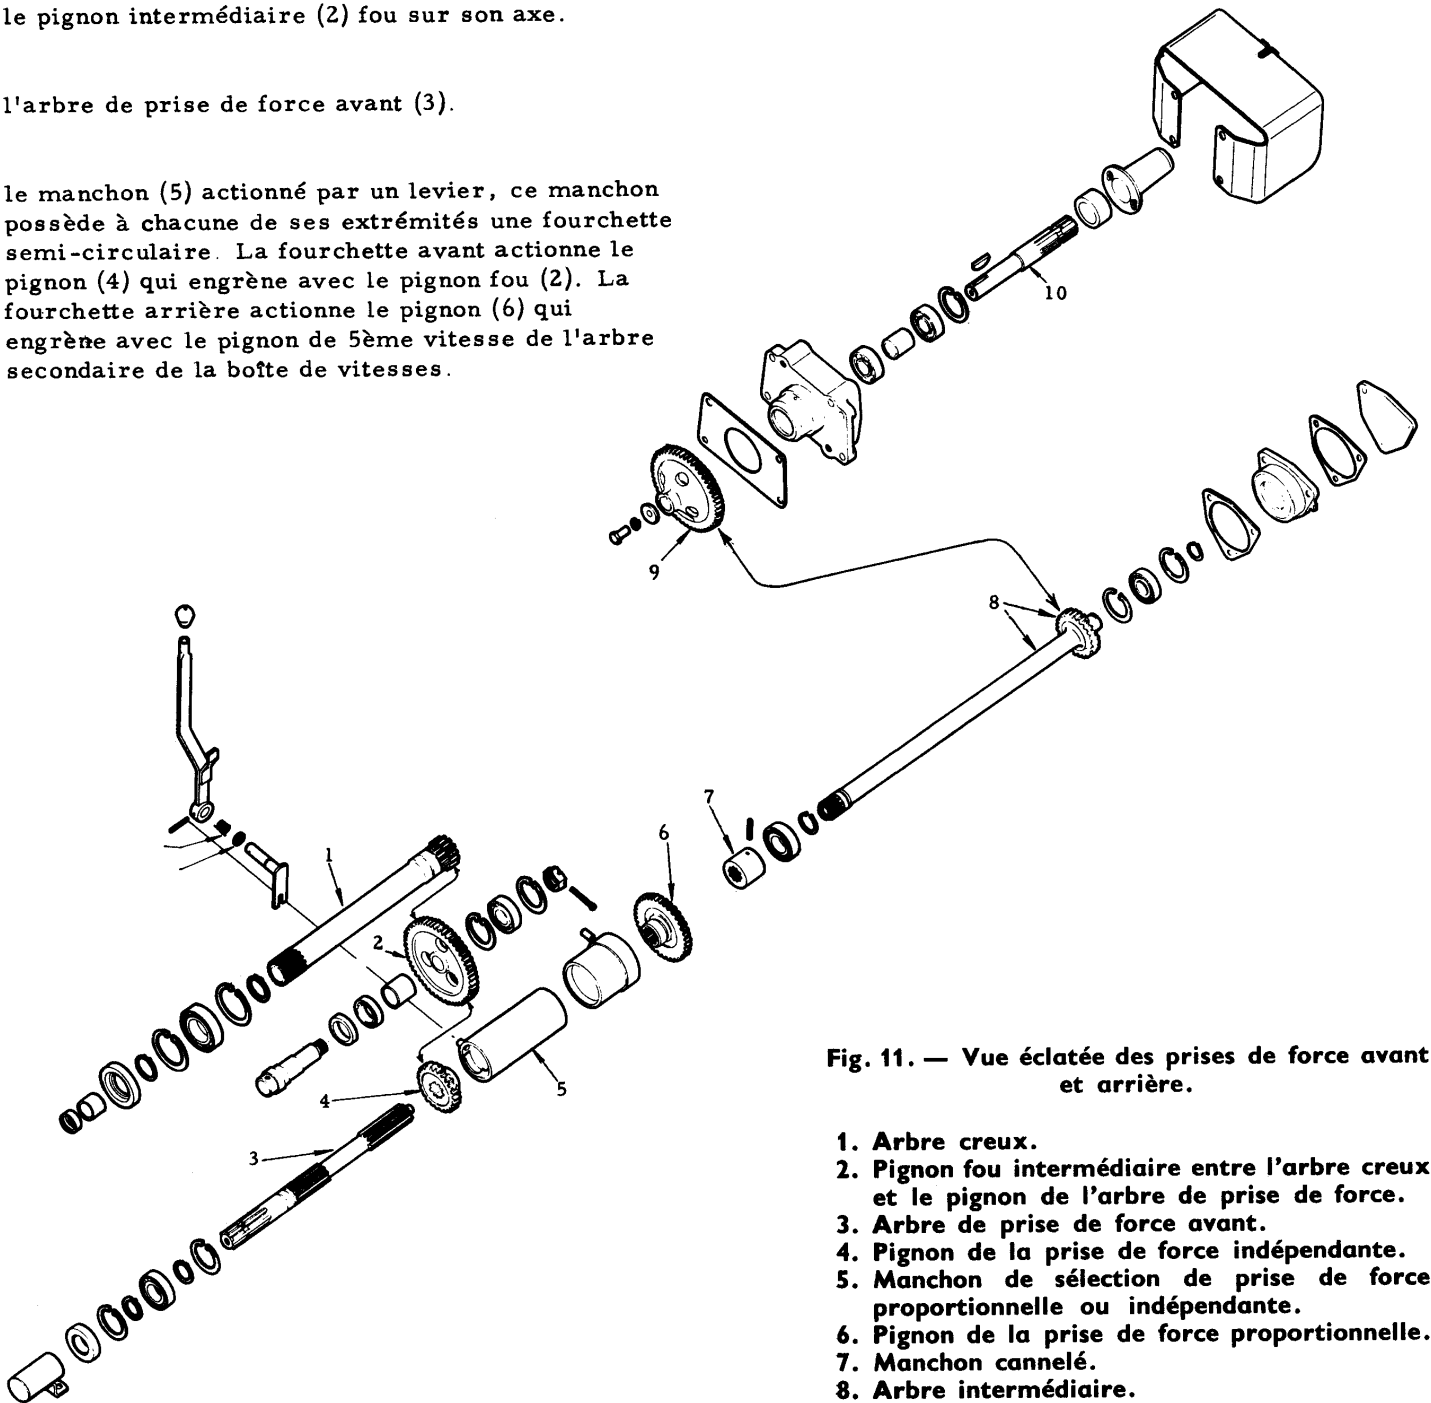 le pignon intermédiaire (2) fou sur son axe.
l'arbre de prise de force avant (3).
le manchon (5) actionné par un levier, ce manchon
possède à chacune de ses extrémités une fourchette
semi-circulaire. La fourchette avant actionne le
pignon (4) qui engrène avec le pignon fou (2). La
fourchette arrière actionne le pignon (6) qui
engrène avec le pignon de 5ème vitesse de l'arbre
secondaire de la boîte de vitesses.
10
9
8
7
6
1
2
5
4
3
Fig. 11. — Vue éclatée des prises de force avant
et arrière.
1. Arbre creux.
2. Pignon fou intermédiaire entre l'arbre creux
et le pignon de l'arbre de prise de force.
3. Arbre de prise de force avant.
4. Pignon de la prise de force indépendante.
5. Manchon de sélection de prise de force
proportionnelle ou indépendante.
6. Pignon de la prise de force proportionnelle.
7. Manchon cannelé.
8. Arbre intermédiaire.